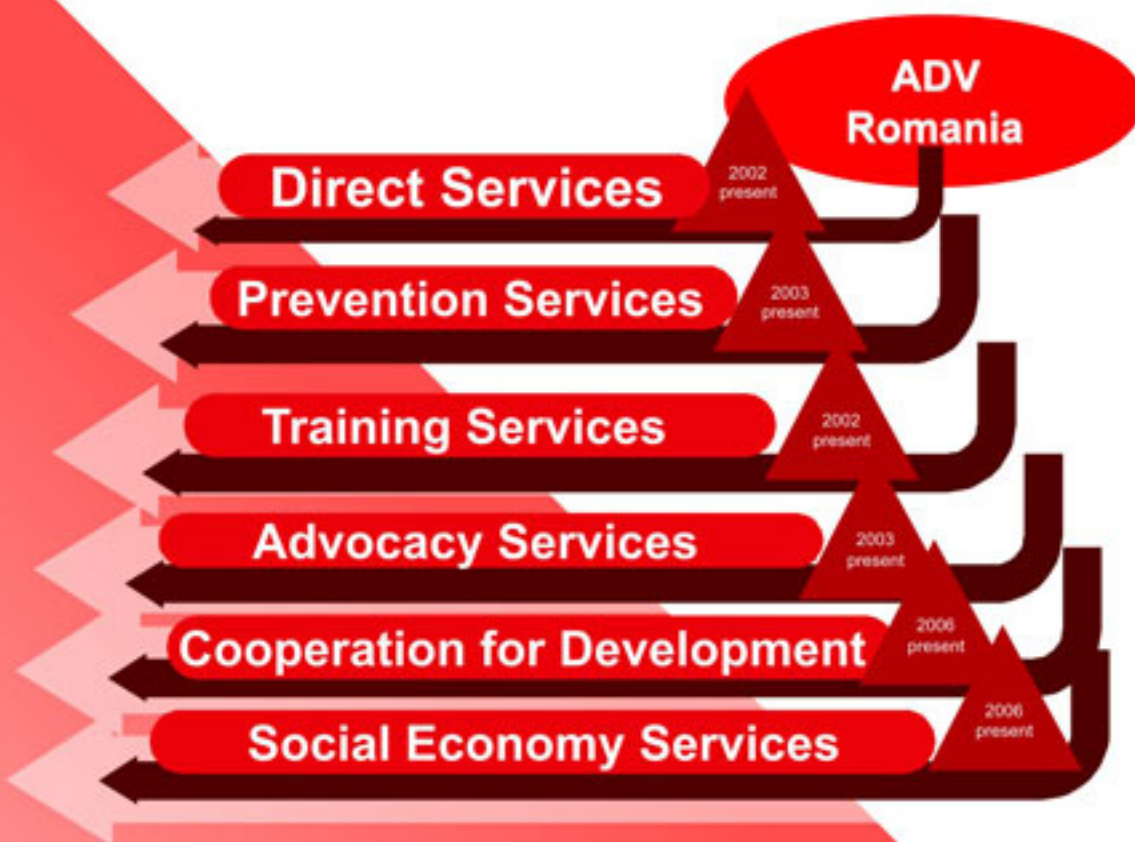 ADV
Romania
Direct Services
2002
present
Prevention Services
2003
present
Training Services
2002
present
Advocacy Services
2003
present
Cooperation for Development
2006
present
Social Economy Services
2006
present